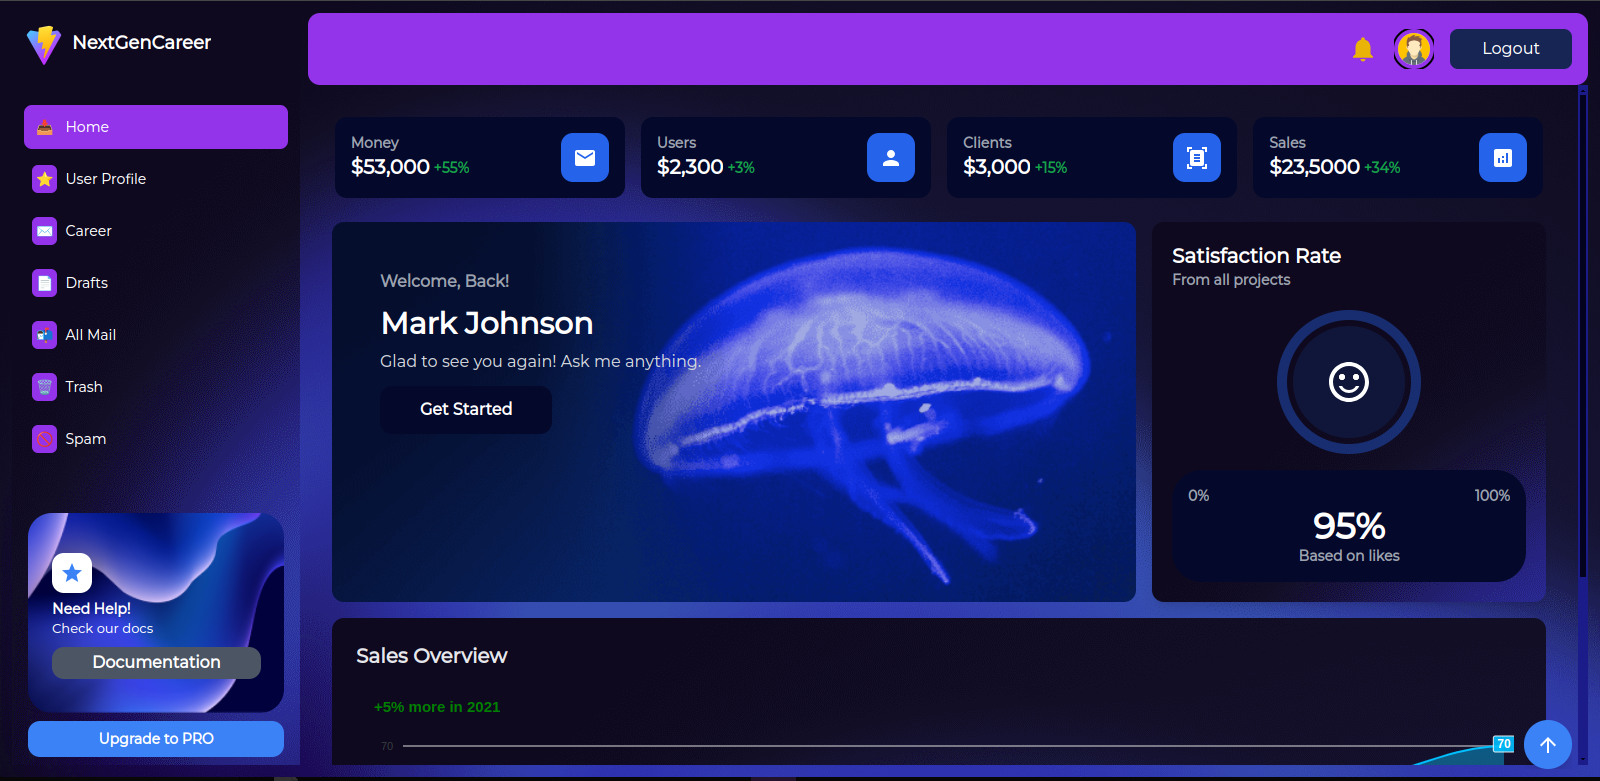 NextGenCareer
Logout
Home
User Profile
Career
Drafts
All Mail
Trash
Spam
Need Help!
Check our docs
Documentation
Upgrade to PRO
Money
$53,000 +55%
Users
$2,300 +3%
Clients
$3,000 +15%
Sales
$23,5000 +34%
Welcome, Back!
Mark Johnson
Glad to see you again! Ask me anything.
Get Started
Satisfaction Rate
From all projects
0%
100%
95%
Based on likes
Sales Overview
+5% more in 2021
70
70